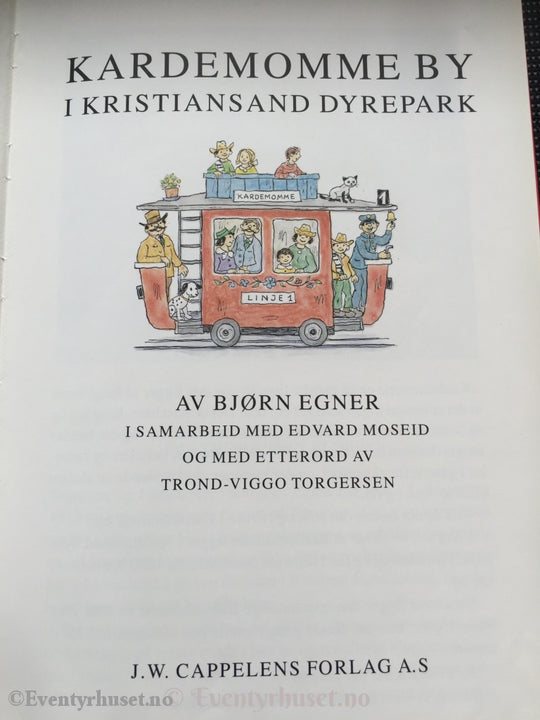 KARDEMOMME BY
I KRISTIANSAND DYREPARK
KARDEMOMME
1
LINJE 1
AV BJØRN EGNER
I SAMARBEID MED EDVARD MOSEID
OG MED ETTERORD AV
TROND-VIGGO TORGERSEN
J.W. CAPPELENS FORLAG A.S
©Eventyrhuset.no
© Eventyrhuset.no